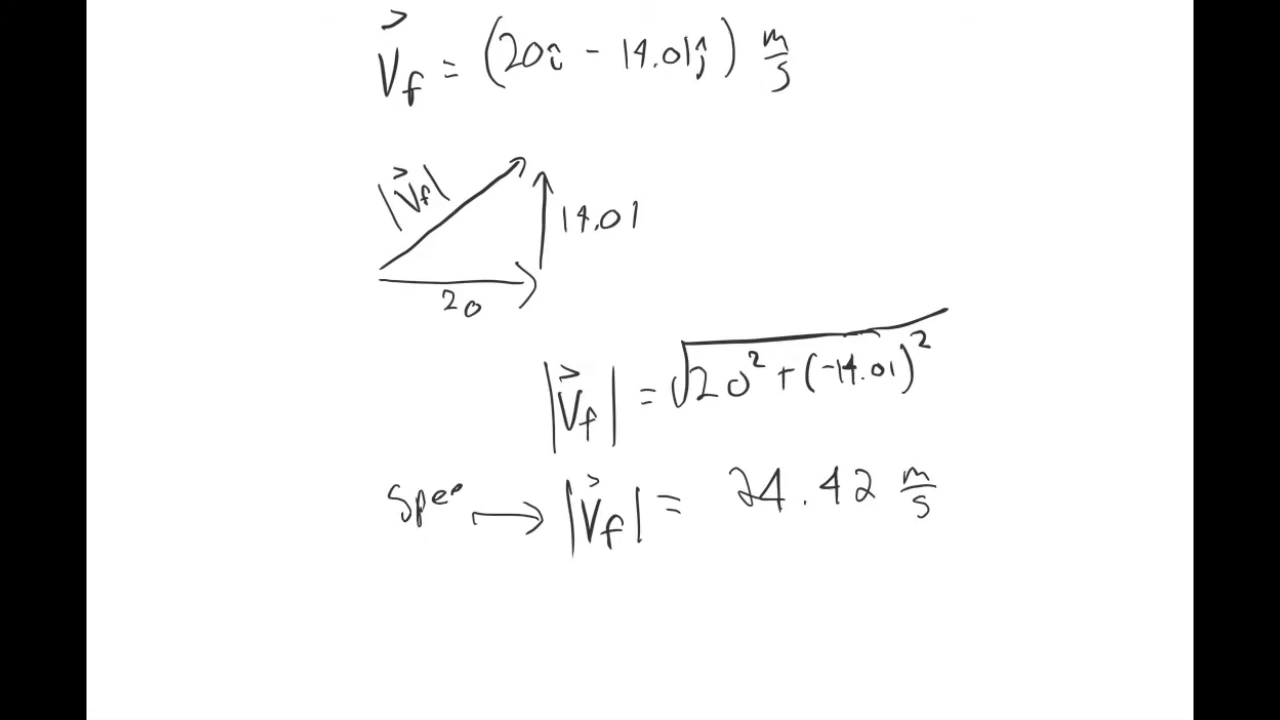 V⃗f = (20î - 14.01ĵ) m/s
|V⃗f|
14.01
20
|V⃗f| = √20² + (-14.01)²
Spee → |V⃗f| = 24.42 m/s